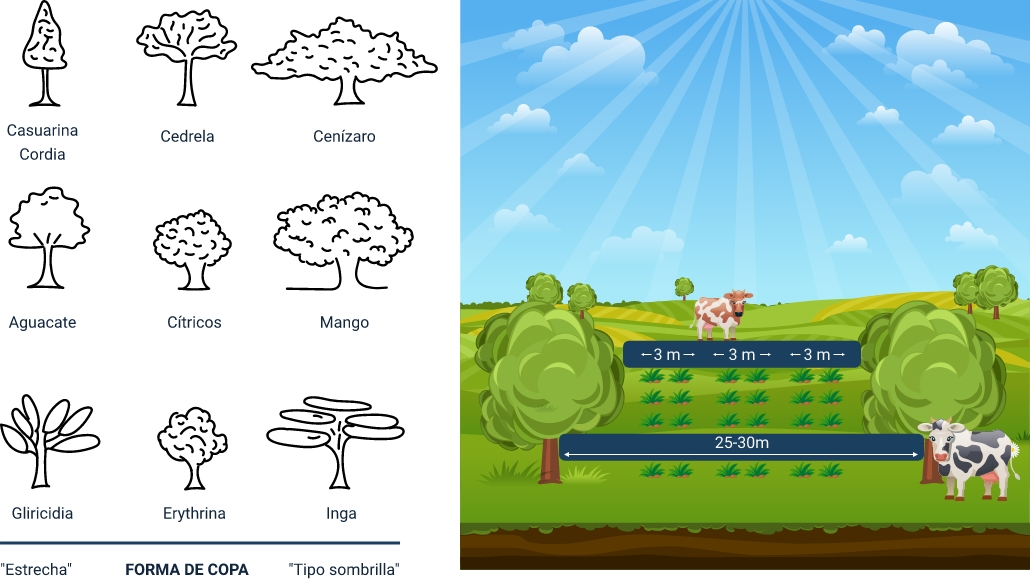 Casuarina
Cordia
Cedrela
Cenízaro
Aguacate
Cítricos
Mango
Gliricidia
Erythrina
Inga
"Estrecha"
FORMA DE COPA
"Tipo sombrilla"
←3 m→ ←3 m→ ←3 m→
25-30m